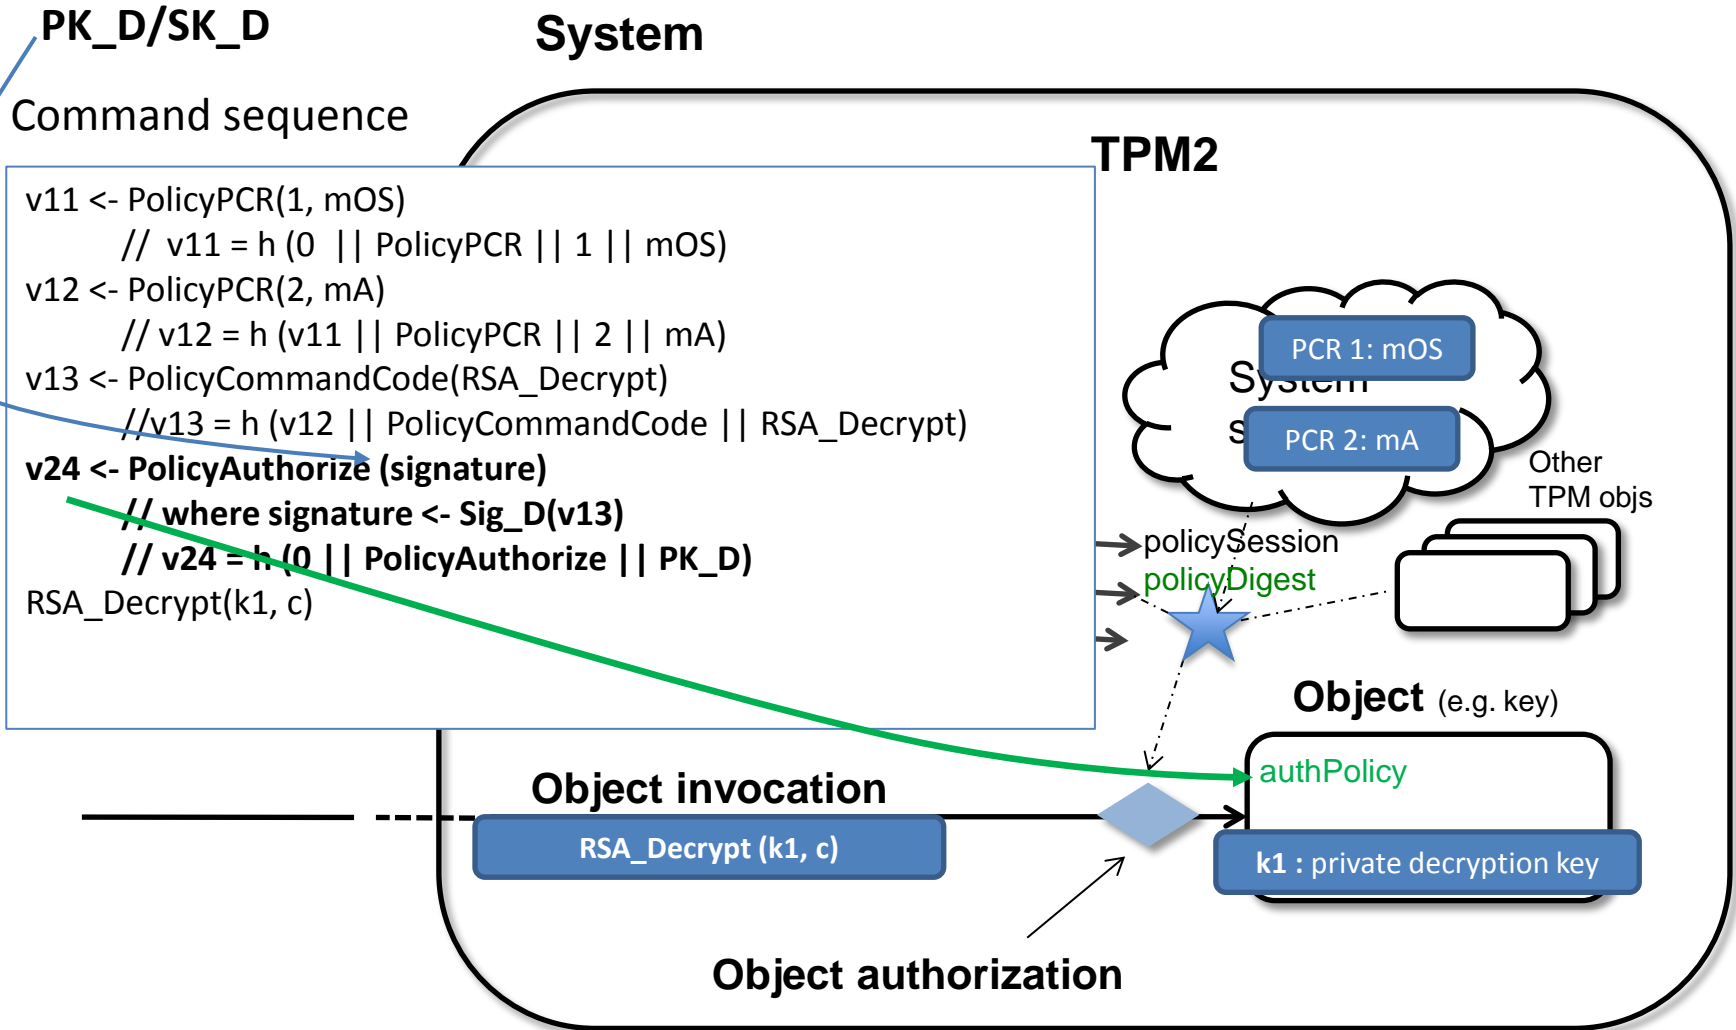 PK_D/SK_D
System
Command sequence
TPM2
v11 <- PolicyPCR(1, mOS)
// v11 = h (0 || PolicyPCR || 1 || mOS)
v12 <- PolicyPCR(2, mA)
// v12 = h (v11 || PolicyPCR || 2 || mA)
v13 <- PolicyCommandCode(RSA_Decrypt)
//v13 = h (v12 || PolicyCommandCode || RSA_Decrypt)
v24 <- PolicyAuthorize (signature)
// where signature <- Sig_D(v13)
// v24 = h (0 || PolicyAuthorize || PK_D)
RSA_Decrypt(k1, c)
PCR 1: mOS
System
PCR 2: mA
Other
TPM objs
policySession
policyDigest
Object (e.g. key)
authPolicy
Object invocation
RSA_Decrypt (k1, c)
k1 : private decryption key
Object authorization